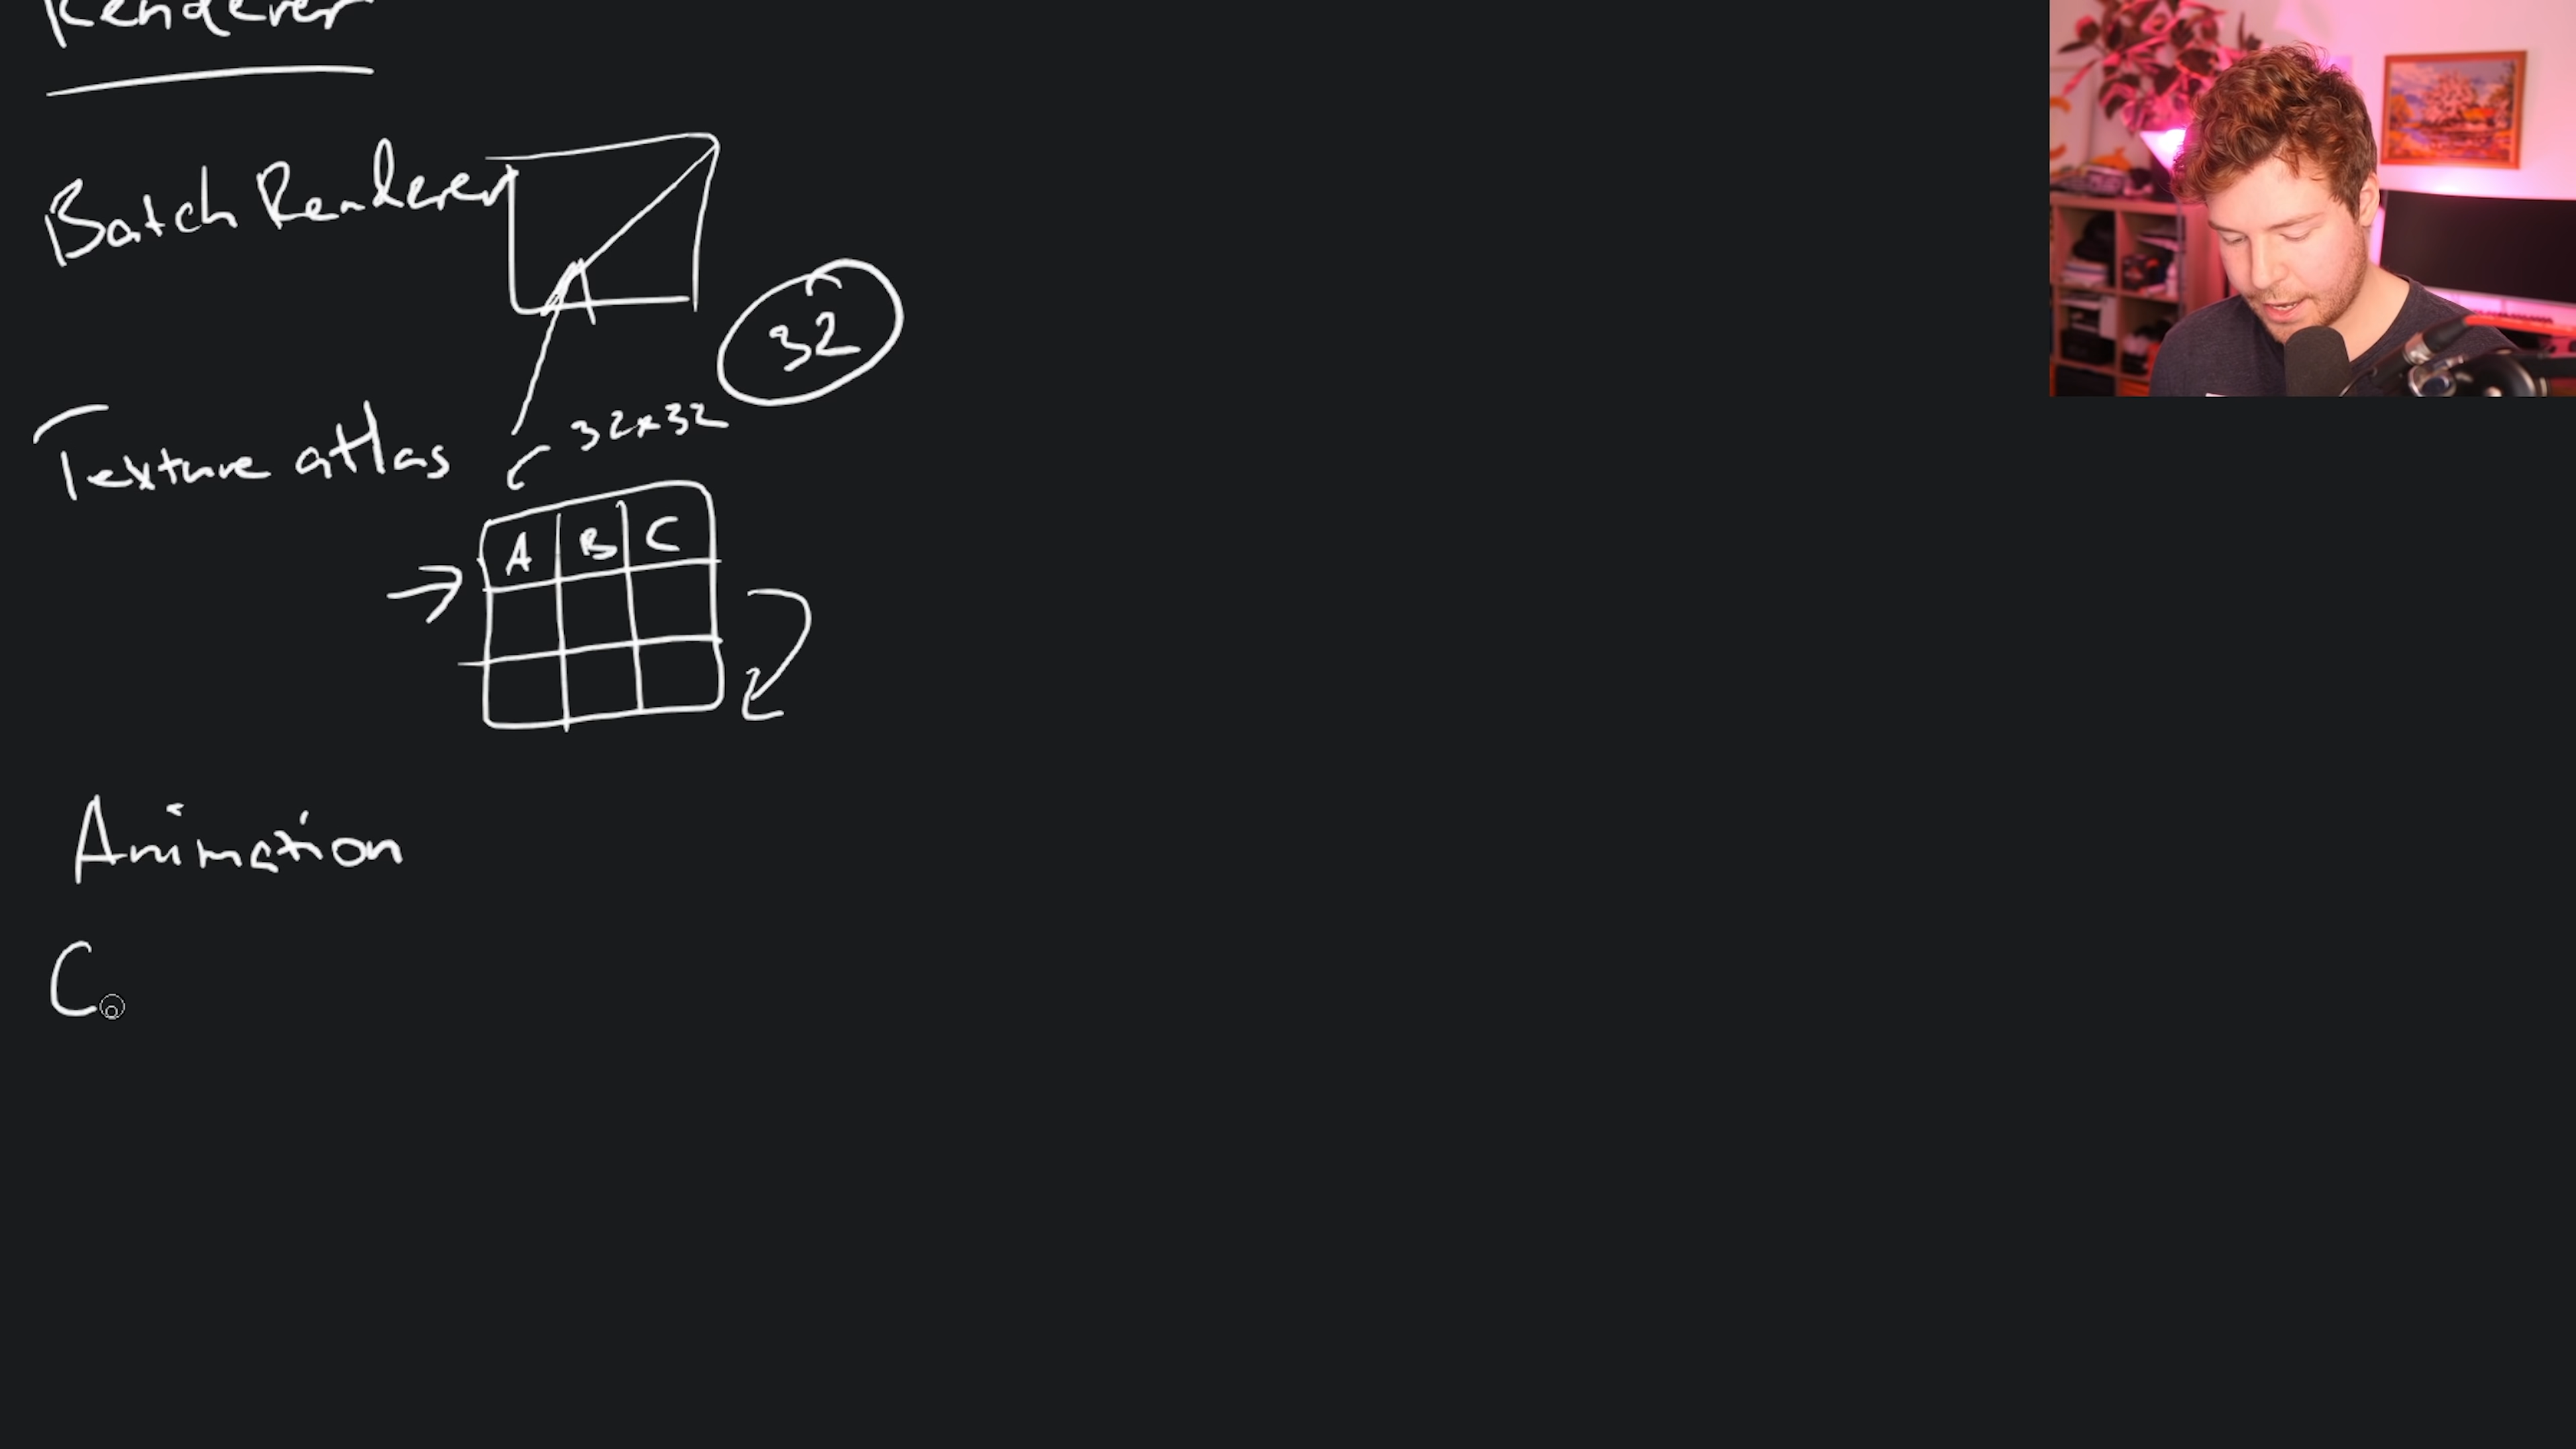 Renderer
Batch Renderer
32
Texture atlas
32x32
A B C
Animation
C